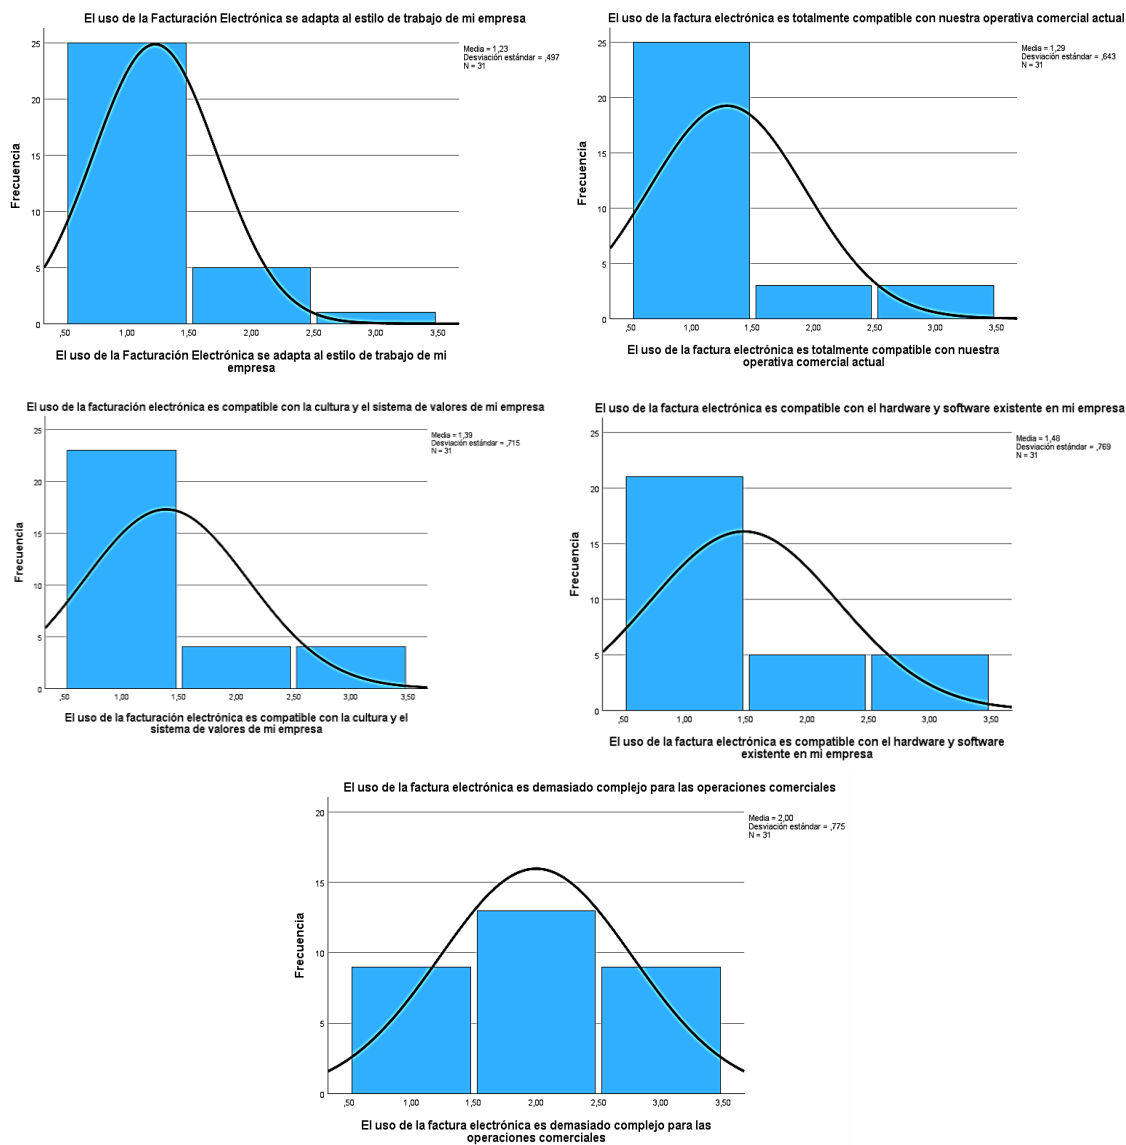 El uso de la Facturación Electrónica se adapta al estilo de trabajo de mi empresa
Media = 1,23
Desviación estándar = ,497
N = 31
Frecuencia
25
20
15
10
5
0
,50
1,00
1,50
2,00
2,50
3,00
3,50
El uso de la Facturación Electrónica se adapta al estilo de trabajo de mi
empresa
El uso de la factura electrónica es totalmente compatible con nuestra operativa comercial actual
Media = 1,29
Desviación estándar = ,643
N = 31
Frecuencia
25
20
15
10
5
0
,50
1,00
1,50
2,00
2,50
3,00
3,50
El uso de la factura electrónica es totalmente compatible con nuestra
operativa comercial actual
El uso de la facturación electrónica es compatible con la cultura y el sistema de valores de mi empresa
Media = 1,39
Desviación estándar = ,715
N = 31
Frecuencia
25
20
15
10
5
0
,50
1,00
1,50
2,00
2,50
3,00
3,50
El uso de la facturación electrónica es compatible con la cultura y el
sistema de valores de mi empresa
El uso de la factura electrónica es compatible con el hardware y software existente en mi empresa
Media = 1,48
Desviación estándar = ,769
N = 31
Frecuencia
25
20
15
10
5
0
,50
1,00
1,50
2,00
2,50
3,00
3,50
El uso de la factura electrónica es compatible con el hardware y software
existente en mi empresa
El uso de la factura electrónica es demasiado complejo para las operaciones comerciales
Media = 2,00
Desviación estándar = ,775
N = 31
Frecuencia
20
15
10
5
0
,50
1,00
1,50
2,00
2,50
3,00
3,50
El uso de la factura electrónica es demasiado complejo para las
operaciones comerciales